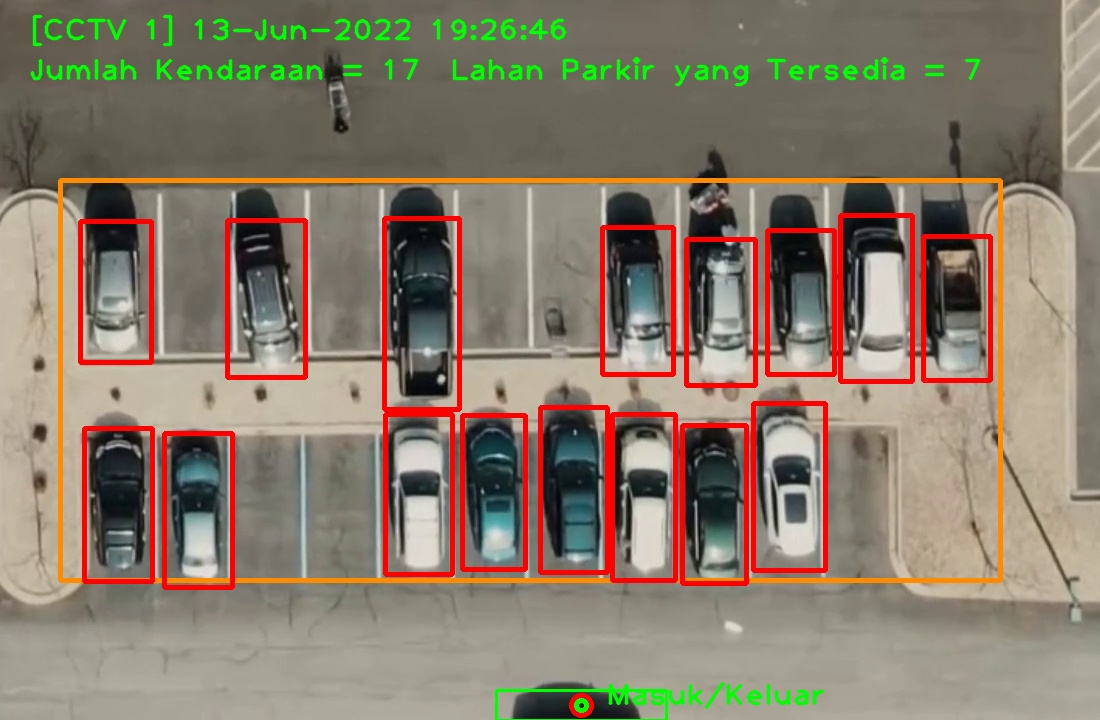 [CCTV 1] 13-Jun-2022 19:26:46
Jumlah Kendaraan = 17 Lahan Parkir yang Tersedia = 7
Masuk/Keluar